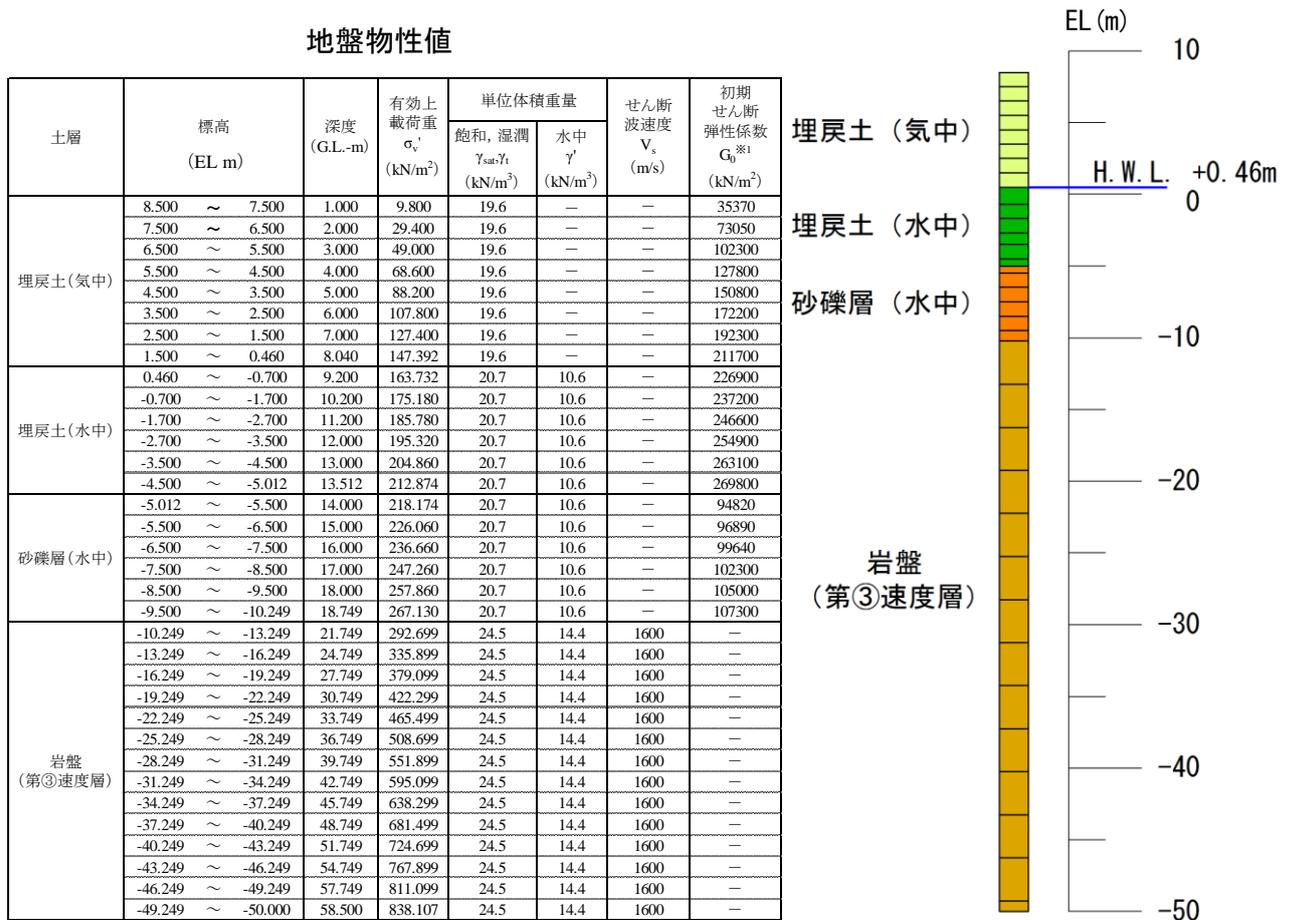 地盤物性値
土層 標高 (EL m) 深度 (G.L.-m) 有効上載荷重 σv' (kN/m²) 単位体積重量 せん断波速度 Vs (m/s) 初期せん断弾性係数 G0※1 (kN/m²)
飽和,湿潤 γsat,γt (kN/m³) 水中 γ' (kN/m³)
埋戻土(気中)
8.500 ~ 7.500 1.000 9.800 19.6 — — 35370
7.500 ~ 6.500 2.000 29.400 19.6 — — 73050
6.500 ~ 5.500 3.000 49.000 19.6 — — 102300
5.500 ~ 4.500 4.000 68.600 19.6 — — 127800
4.500 ~ 3.500 5.000 88.200 19.6 — — 150800
3.500 ~ 2.500 6.000 107.800 19.6 — — 172200
2.500 ~ 1.500 7.000 127.400 19.6 — — 192300
1.500 ~ 0.460 8.040 147.392 19.6 — — 211700
埋戻土(水中)
0.460 ~ -0.700 9.200 163.732 20.7 10.6 — 226900
-0.700 ~ -1.700 10.200 175.180 20.7 10.6 — 237200
-1.700 ~ -2.700 11.200 185.780 20.7 10.6 — 246600
-2.700 ~ -3.500 12.000 195.320 20.7 10.6 — 254900
-3.500 ~ -4.500 13.000 204.860 20.7 10.6 — 263100
-4.500 ~ -5.012 13.512 212.874 20.7 10.6 — 269800
砂礫層(水中)
-5.012 ~ -5.500 14.000 218.174 20.7 10.6 — 94820
-5.500 ~ -6.500 15.000 226.060 20.7 10.6 — 96890
-6.500 ~ -7.500 16.000 236.660 20.7 10.6 — 99640
-7.500 ~ -8.500 17.000 247.260 20.7 10.6 — 102300
-8.500 ~ -9.500 18.000 257.860 20.7 10.6 — 105000
-9.500 ~ -10.249 18.749 267.130 20.7 10.6 — 107300
岩盤
(第③速度層)
-10.249 ~ -13.249 21.749 292.699 24.5 14.4 1600 —
-13.249 ~ -16.249 24.749 335.899 24.5 14.4 1600 —
-16.249 ~ -19.249 27.749 379.099 24.5 14.4 1600 —
-19.249 ~ -22.249 30.749 422.299 24.5 14.4 1600 —
-22.249 ~ -25.249 33.749 465.499 24.5 14.4 1600 —
-25.249 ~ -28.249 36.749 508.699 24.5 14.4 1600 —
-28.249 ~ -31.249 39.749 551.899 24.5 14.4 1600 —
-31.249 ~ -34.249 42.749 595.099 24.5 14.4 1600 —
-34.249 ~ -37.249 45.749 638.299 24.5 14.4 1600 —
-37.249 ~ -40.249 48.749 681.499 24.5 14.4 1600 —
-40.249 ~ -43.249 51.749 724.699 24.5 14.4 1600 —
-43.249 ~ -46.249 54.749 767.899 24.5 14.4 1600 —
-46.249 ~ -49.249 57.749 811.099 24.5 14.4 1600 —
-49.249 ~ -50.000 58.500 838.107 24.5 14.4 1600 —
EL(m)
10
埋戻土(気中)
H.W.L. +0.46m
0
埋戻土(水中)
砂礫層(水中)
-10
-20
岩盤
(第③速度層)
-30
-40
-50